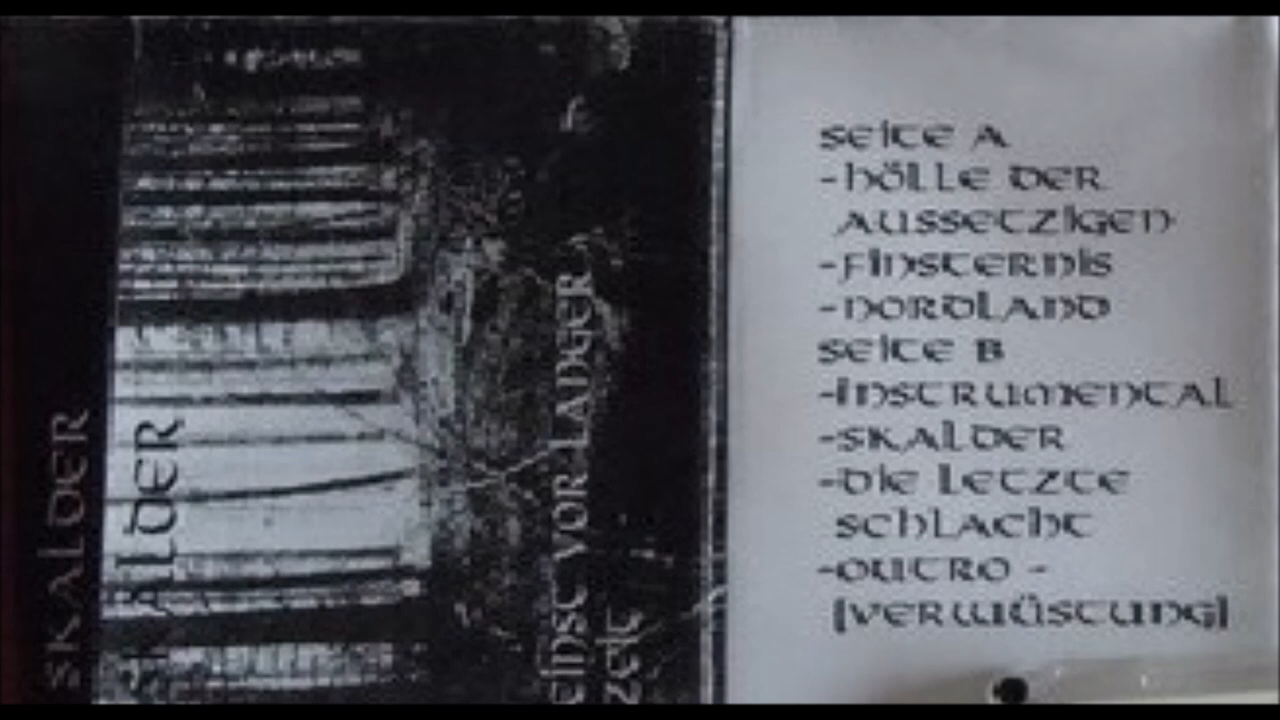 SKALDER
SKALDER
EINST VOR LANGER
ZEIT
SEITE A
-HÖLLE DER
AUSSETZIGEN
-FINSTERNIS
-NORDLAND
SEITE B
-INSTRUMENTAL
-SKALDER
-DIE LETZTE
SCHLACHT
-OUTRO -
[VERWÜSTUNG]